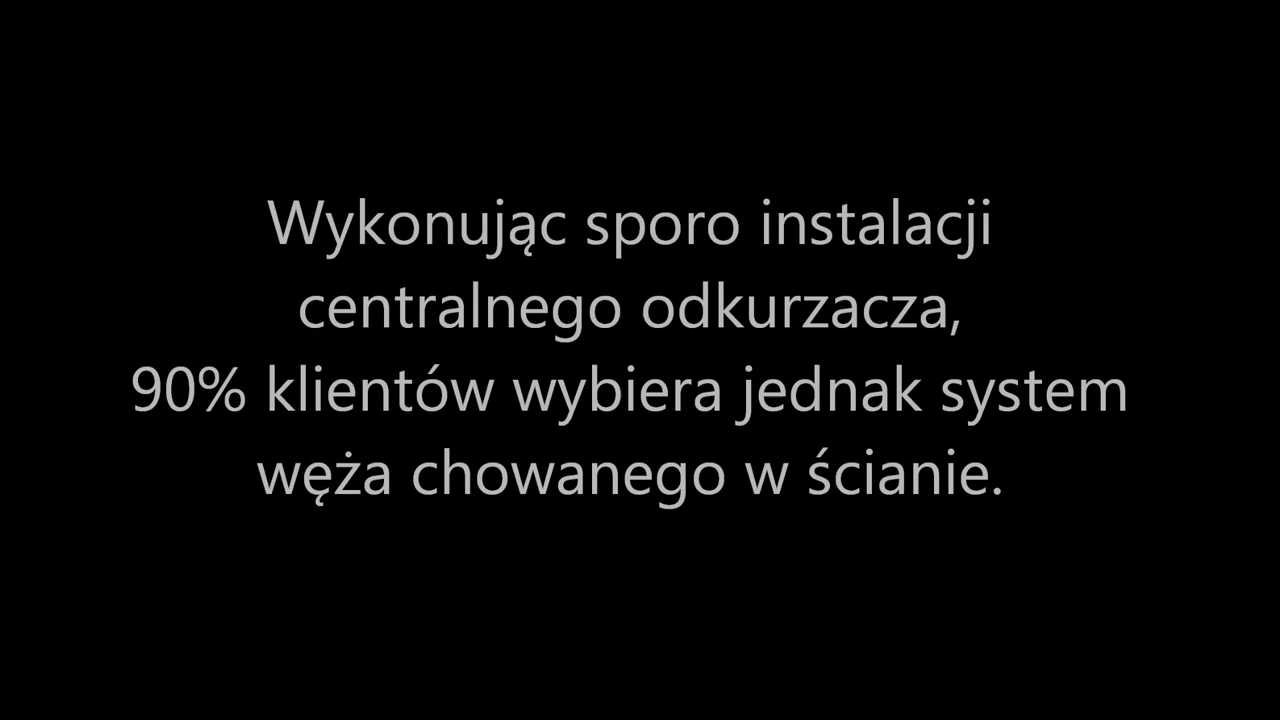 Wykonując sporo instalacji
centralnego odkurzacza,
90% klientów wybiera jednak system
węża chowanego w ścianie.